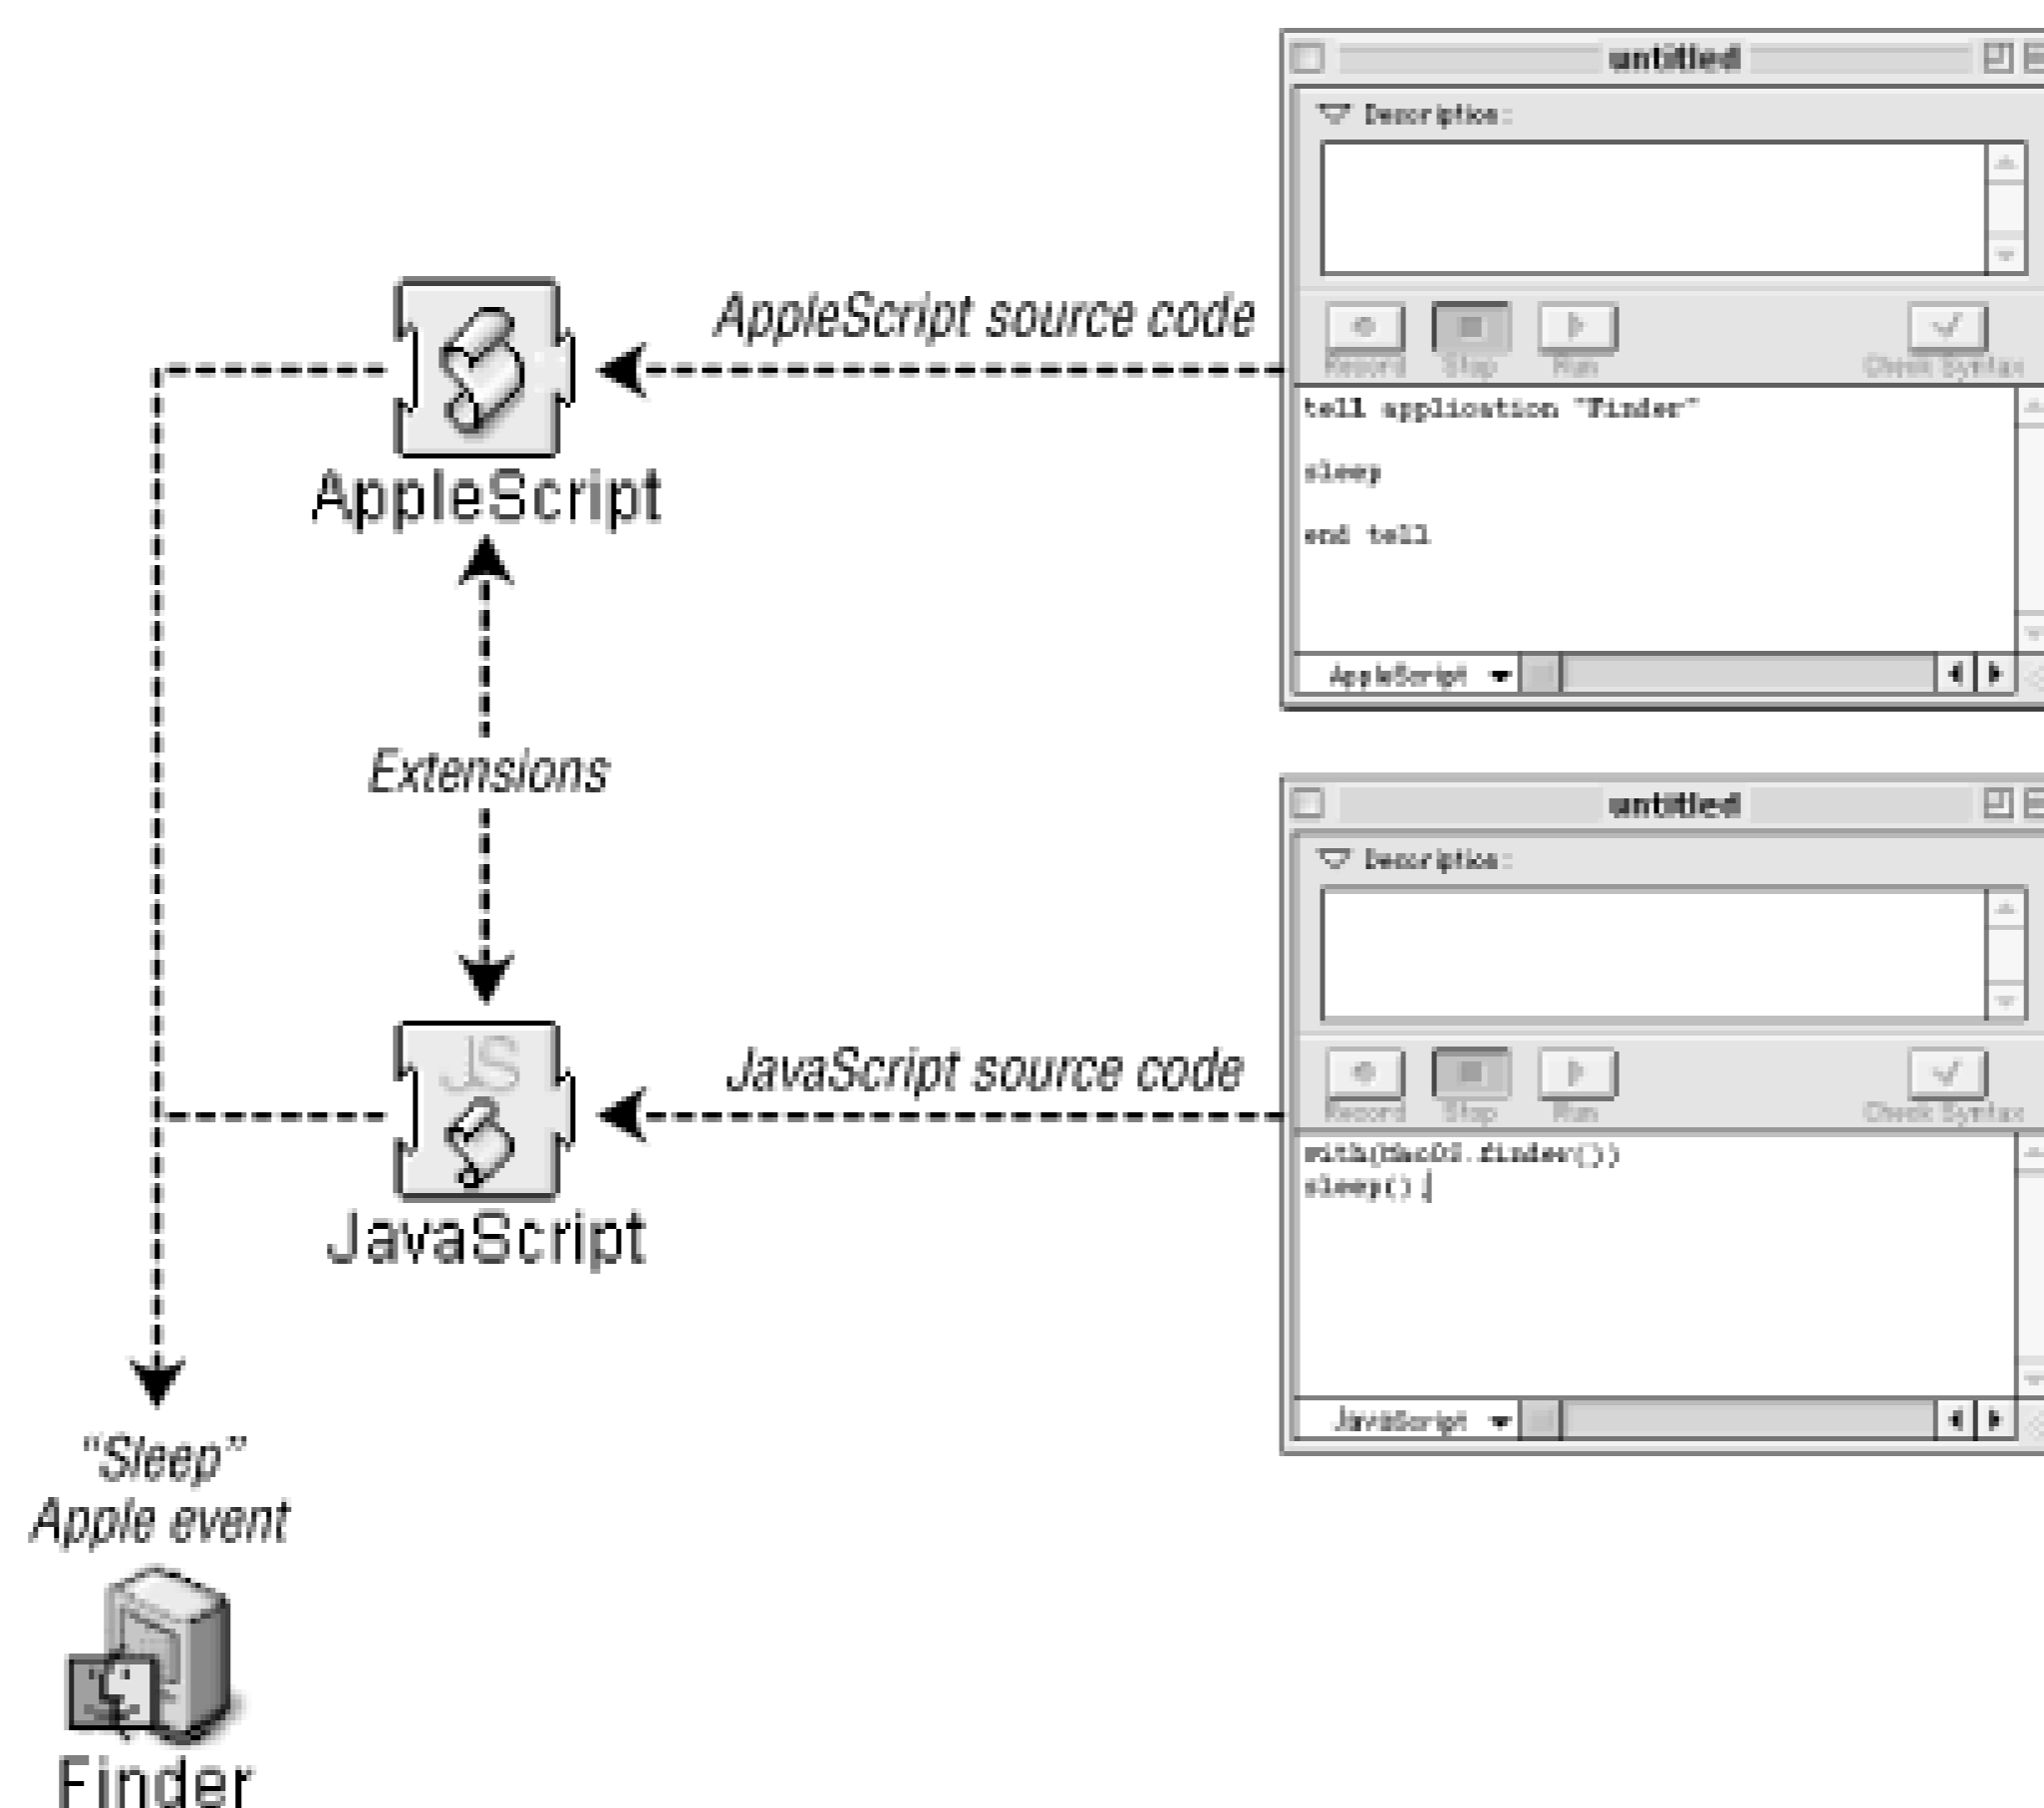 untitled
Description:
AppleScript source code
Record Stop Run Check Syntax
tell application "Finder"
sleep
end tell
AppleScript
AppleScript
Extensions
untitled
Description:
JavaScript source code
Record Stop Run Check Syntax
with(MacOS.finder())
sleep();
JS
JavaScript
JavaScript
"Sleep"
Apple event
Finder